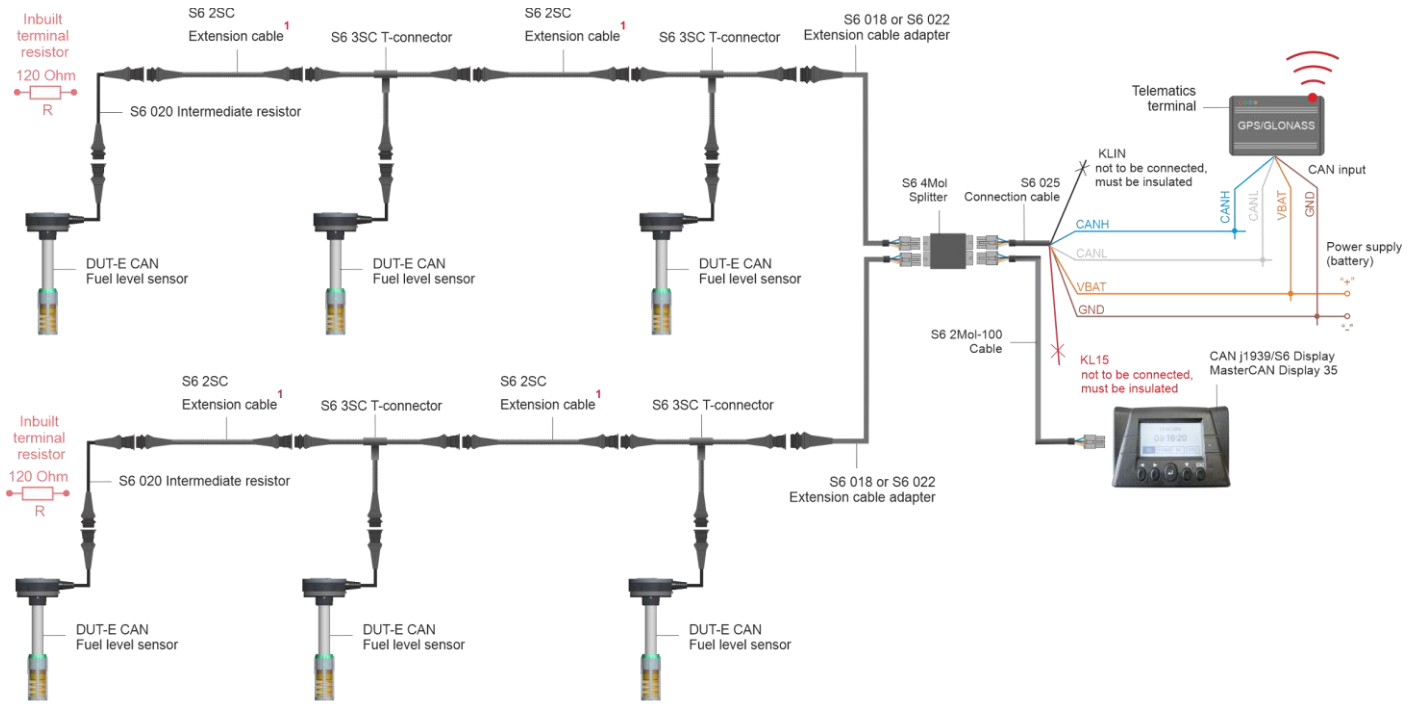 Inbuilt
terminal
resistor
120 Ohm
R
S6 2SC
Extension cable 1
S6 3SC T-connector
S6 2SC
Extension cable 1
S6 3SC T-connector
S6 018 or S6 022
Extension cable adapter
S6 020 Intermediate resistor
DUT-E CAN
Fuel level sensor
DUT-E CAN
Fuel level sensor
DUT-E CAN
Fuel level sensor
Telematics
terminal
GPS/GLONASS
KLIN
not to be connected,
must be insulated
CAN input
S6 4Mol
Splitter
S6 025
Connection cable
CANH
CANL
VBAT
GND
CANH
CANL
VBAT
GND
Power supply
(battery)
"+"
"-"
S6 2Mol-100
Cable
KL15
not to be connected,
must be insulated
CAN j1939/S6 Display
MasterCAN Display 35
Inbuilt
terminal
resistor
120 Ohm
R
S6 2SC
Extension cable 1
S6 3SC T-connector
S6 2SC
Extension cable 1
S6 3SC T-connector
S6 018 or S6 022
Extension cable adapter
S6 020 Intermediate resistor
DUT-E CAN
Fuel level sensor
DUT-E CAN
Fuel level sensor
DUT-E CAN
Fuel level sensor